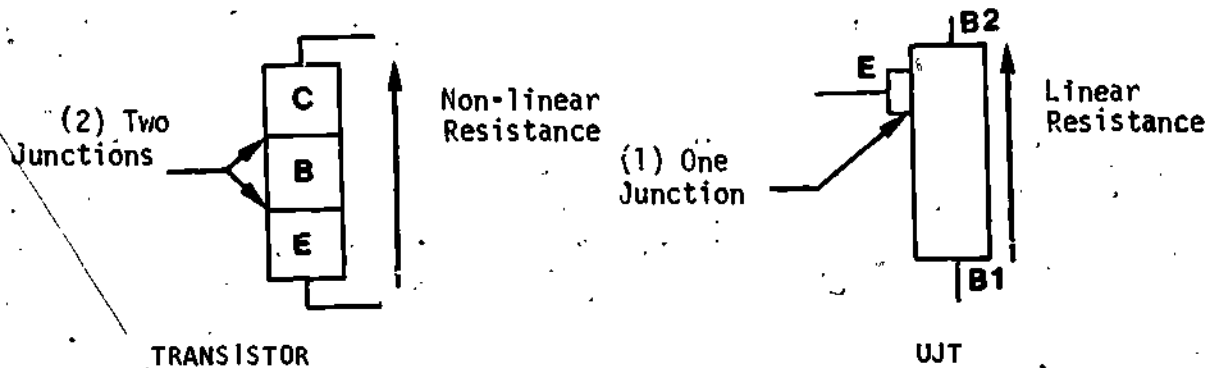 (2) Two
Junctions
C
B
E
Non-linear
Resistance
TRANSISTOR
B2
E
(1) One
Junction
Linear
Resistance
B1
UJT